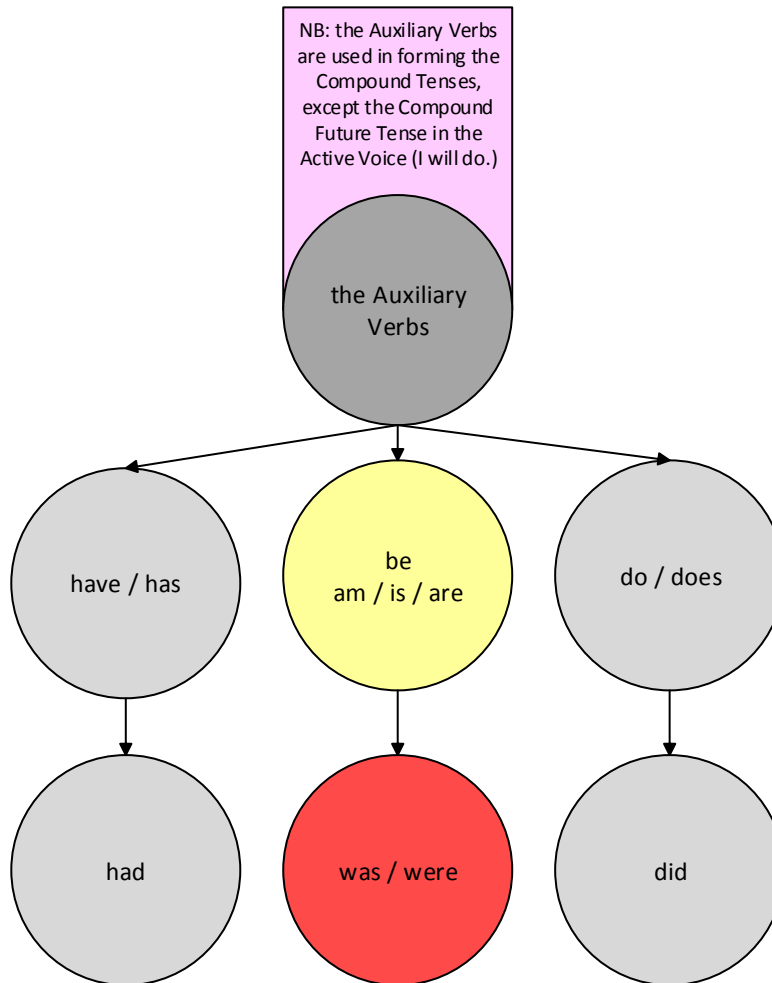 NB: the Auxiliary Verbs
are used in forming the
Compound Tenses,
except the Compound
Future Tense in the
Active Voice (I will do.)
the Auxiliary
Verbs
have / has
be
am / is / are
do / does
had
was / were
did